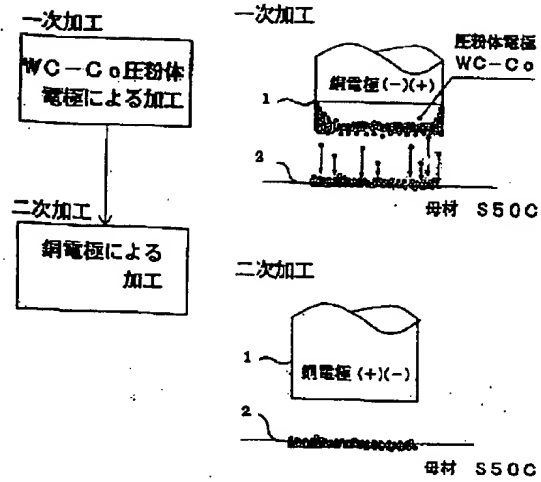 一次加工
WC－Co圧粉体
電極による加工
二次加工
銅電極による
加工
一次加工
圧粉体電極
WC－Co
銅電極(－)(+)
1
2
母材 S50C
二次加工
1
銅電極(+)(-)
2
母材 S50C